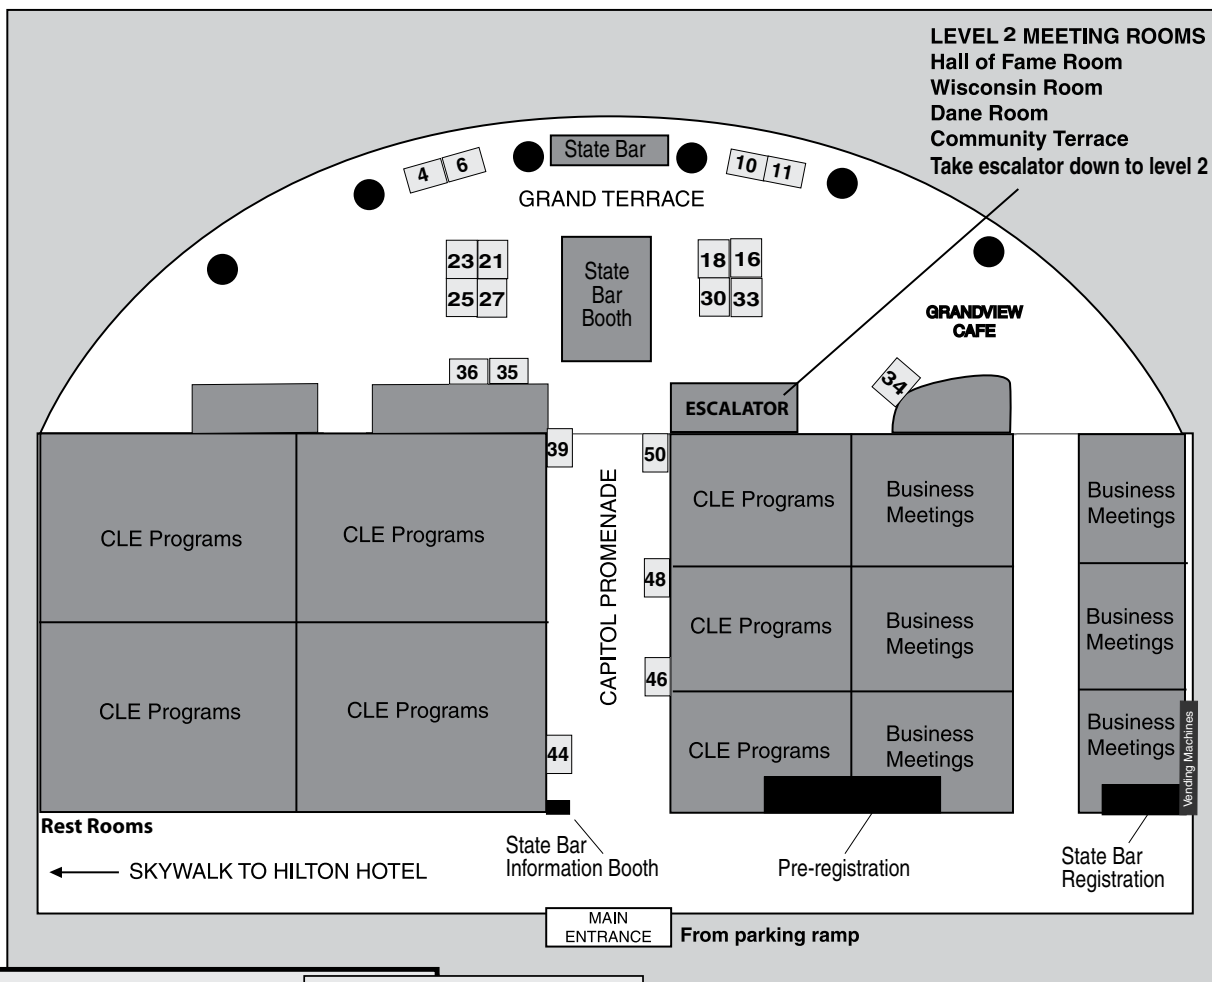 LEVEL 2 MEETING ROOMS
Hall of Fame Room
Wisconsin Room
Dane Room
Community Terrace
Take escalator down to level 2
State Bar
4 6
10 11
GRAND TERRACE
23 21
25 27
State
Bar
Booth
18 16
30 33
GRANDVIEW
CAFE
36 35
34
ESCALATOR
39
50
CAPITOL PROMENADE
CLE Programs
CLE Programs
CLE Programs
Business
Meetings
Business
Meetings
48
CLE Programs
Business
Meetings
Business
Meetings
46
CLE Programs
CLE Programs
44
CLE Programs
Business
Meetings
Business
Meetings
Vending Machines
Rest Rooms
State Bar
Information Booth
Pre-registration
State Bar
Registration
SKYWALK TO HILTON HOTEL
MAIN
ENTRANCE
From parking ramp